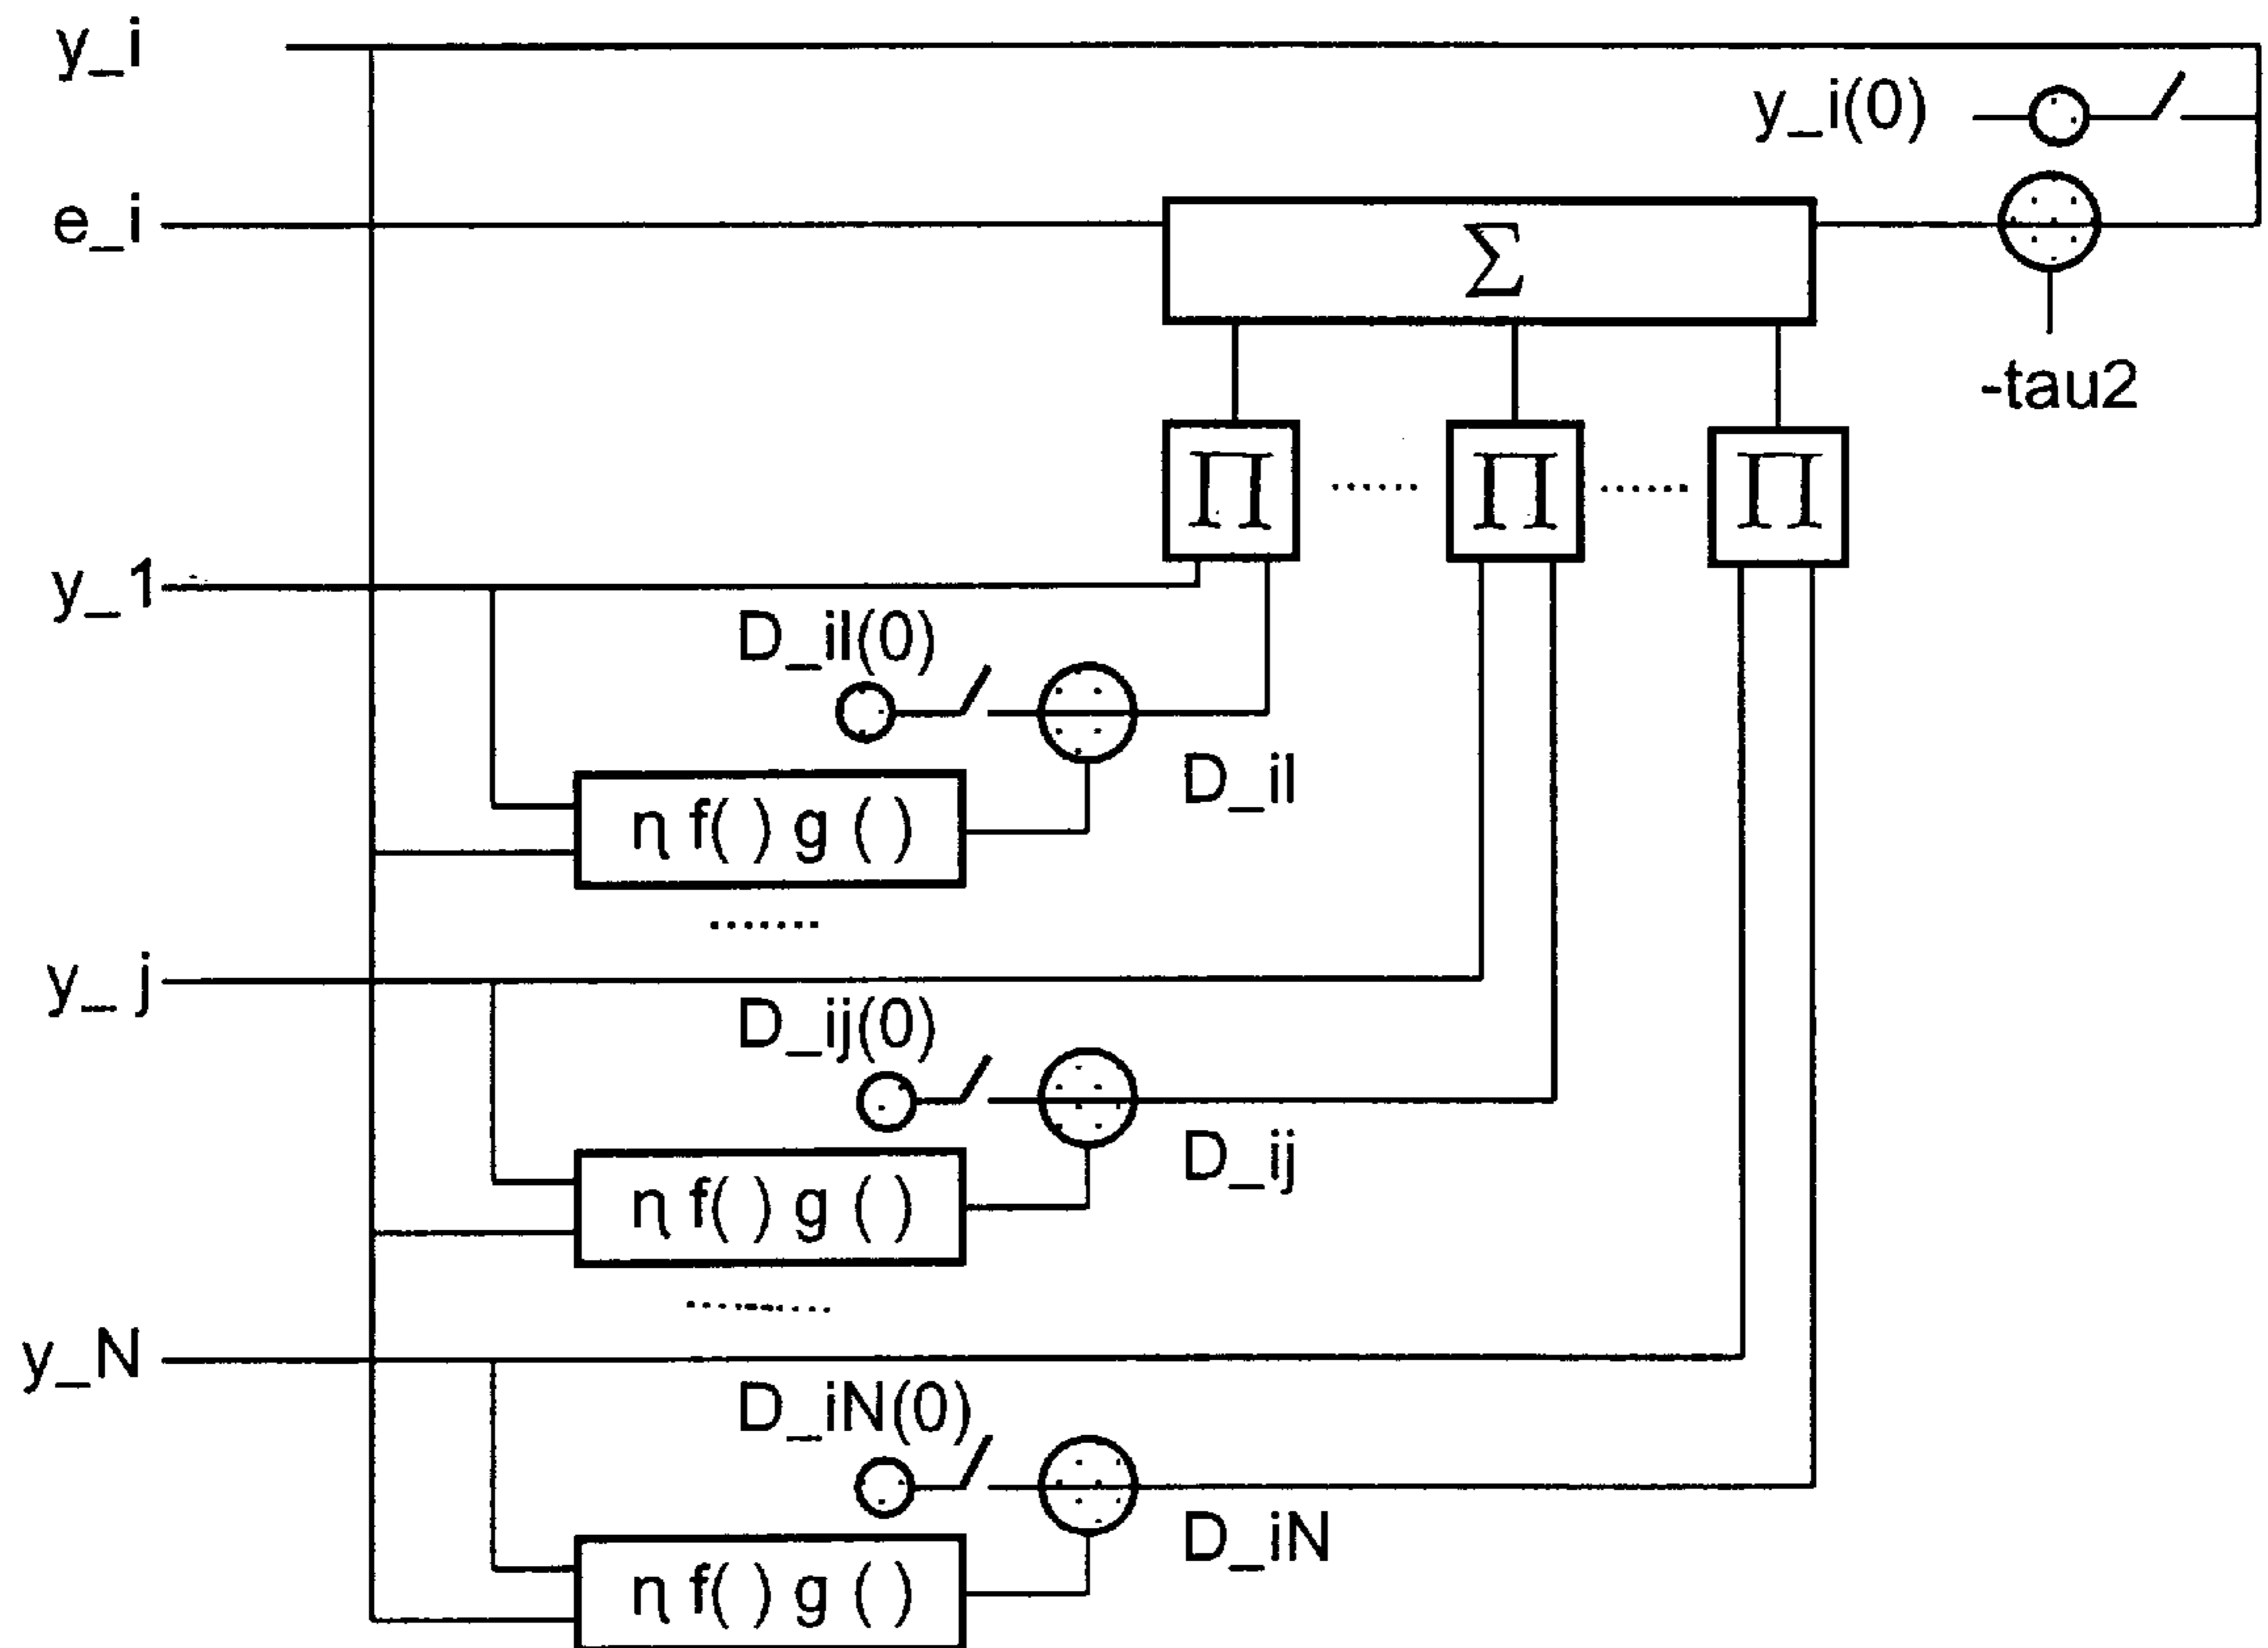 y_i
y_i(0)
e_i
Σ
-tau2
Π ...... Π ...... Π
y_1
D_il(0)
D_il
η f( ) g ( )
.......
y_ j
D_ij(0)
D_ij
η f( ) g ( )
..........
y_N
D_iN(0)
D_iN
η f( ) g ( )